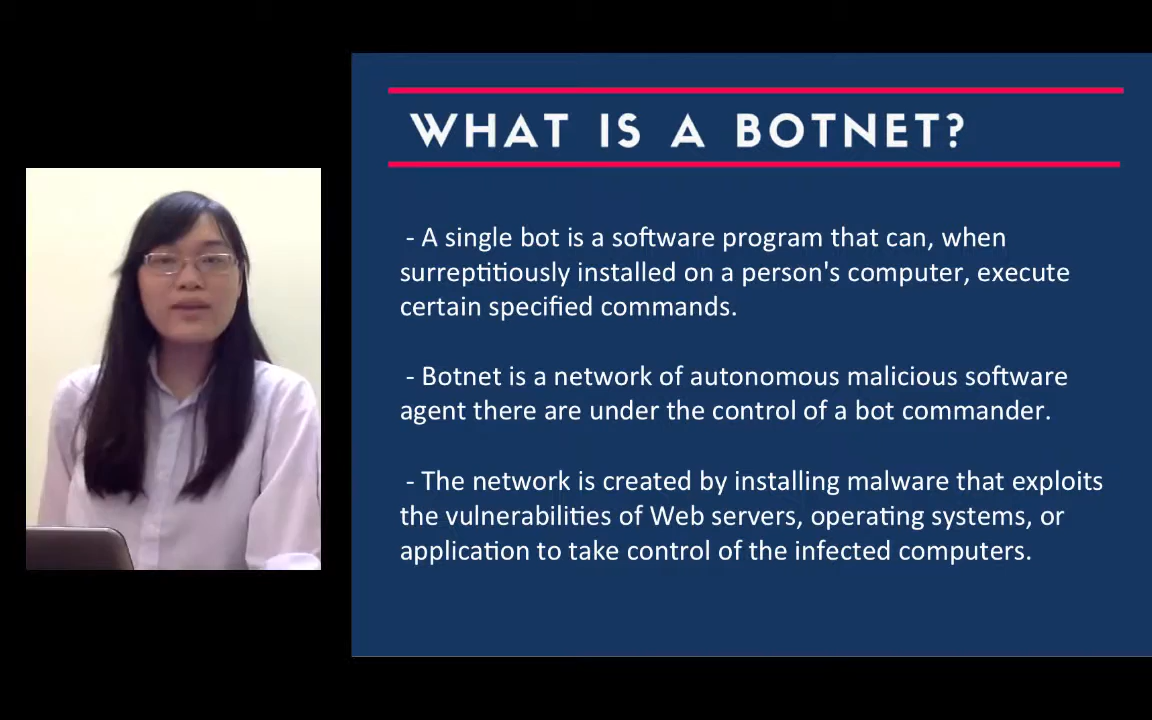 WHAT IS A BOTNET?
- A single bot is a software program that can, when
surreptitiously installed on a person's computer, execute
certain specified commands.
- Botnet is a network of autonomous malicious software
agent there are under the control of a bot commander.
- The network is created by installing malware that exploits
the vulnerabilities of Web servers, operating systems, or
application to take control of the infected computers.